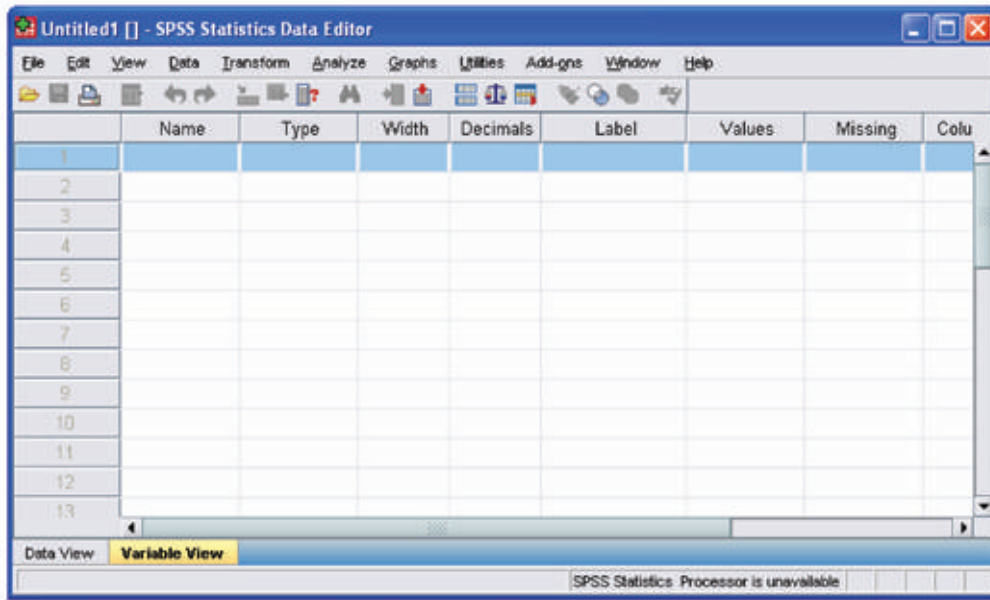 Untitled1 [] - SPSS Statistics Data Editor
File Edit View Data Transform Analyze Graphs Utilities Add-ons Window Help
Name Type Width Decimals Label Values Missing Colu
1
2
3
4
5
6
7
8
9
10
11
12
13
Data View Variable View
SPSS Statistics Processor is unavailable